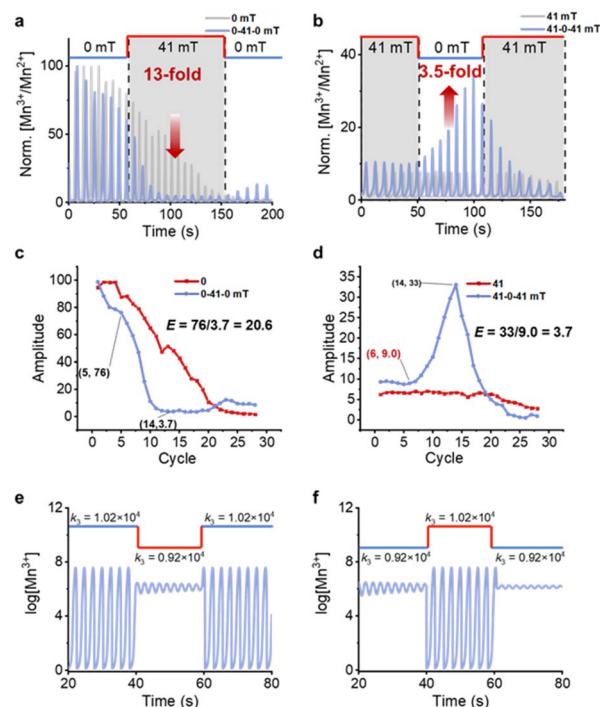 a
0 mT
0-41-0 mT
0 mT 41 mT 0 mT
13-fold
Norm. [Mn³⁺/Mn²⁺]
100
50
0
0 50 100 150 200
Time (s)
b
41 mT
41-0-41 mT
41 mT 0 mT 41 mT
3.5-fold
Norm. [Mn³⁺/Mn²⁺]
40
20
0
0 50 100 150
Time (s)
c
0
0-41-0 mT
E = 76/3.7 = 20.6
(5, 76)
(14,3.7)
Amplitude
100
80
60
40
20
0
0 5 10 15 20 25 30
Cycle
d
41
41-0-41 mT
(14, 33)
E = 33/9.0 = 3.7
(6, 9.0)
Amplitude
35
30
25
20
15
10
5
0
0 5 10 15 20 25 30
Cycle
e
k₃ = 1.02×10⁴ k₃ = 1.02×10⁴
k₃ = 0.92×10⁴
log[Mn³⁺]
12
6
0
20 40 60 80
Time (s)
f
k₃ = 1.02×10⁴
k₃ = 0.92×10⁴ k₃ = 0.92×10⁴
log[Mn³⁺]
12
6
0
20 40 60 80
Time (s)